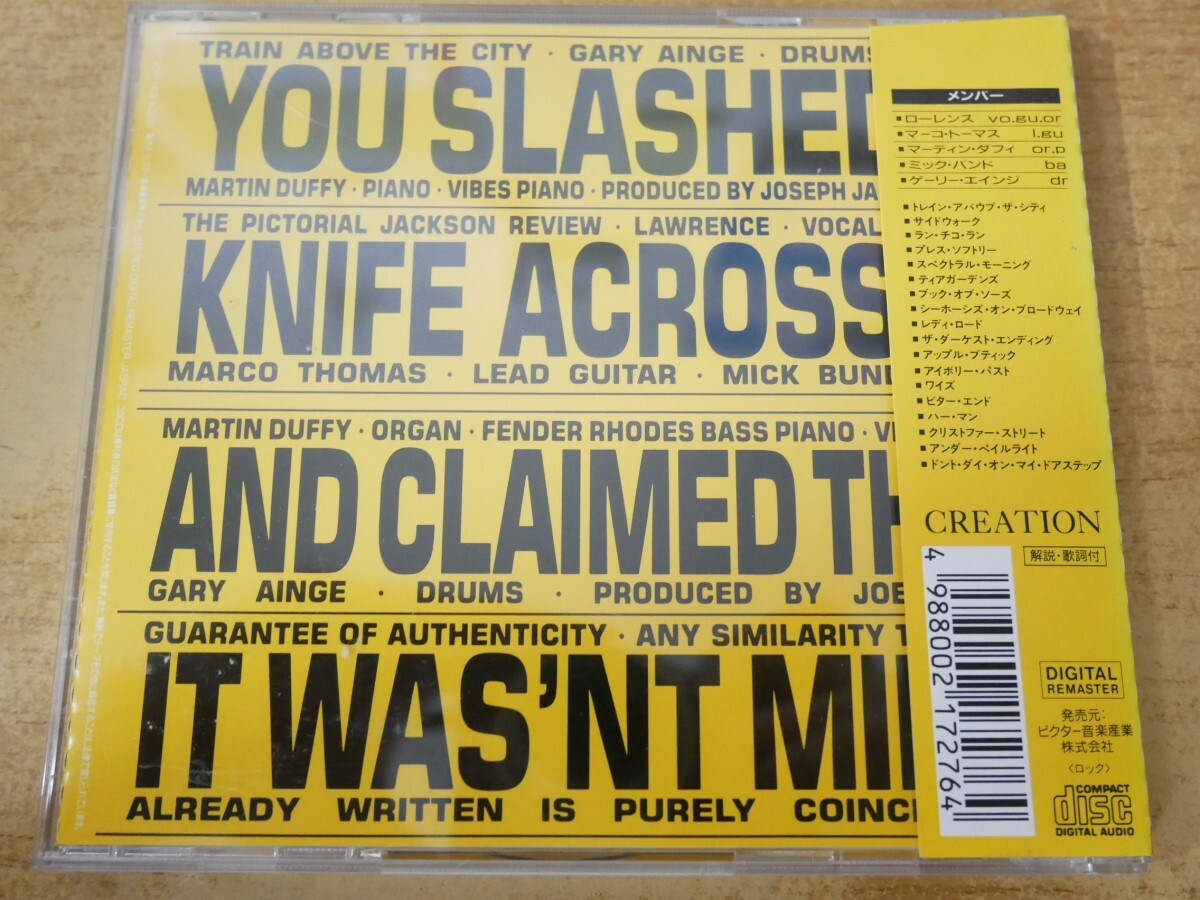 TRAIN ABOVE THE CITY · GARY AINGE · DRUMS
YOU SLASHED
MARTIN DUFFY · PIANO · VIBES PIANO · PRODUCED BY JOSEPH JA
THE PICTORIAL JACKSON REVIEW · LAWRENCE · VOCAL
KNIFE ACROSS
MARCO THOMAS · LEAD GUITAR · MICK BUND
MARTIN DUFFY · ORGAN · FENDER RHODES BASS PIANO · VI
AND CLAIMED TH
GARY AINGE · DRUMS · PRODUCED BY JOE
GUARANTEE OF AUTHENTICITY · ANY SIMILARITY T
IT WAS'NT MI
ALREADY WRITTEN IS PURELY COINC
メンバー
■ローレンス vo.gu.or
■マーコ・トーマス l.gu
■マーティン・ダフィ or.p
■ミック・バンド ba
■ゲーリー・エインジ dr
■トレイン・アバウブ・ザ・シティ
■サイドウォーク
■ラン・チコ・ラン
■プレス・ソフトリー
■スペクトラル・モーニング
■ティアガーデンズ
■ブック・オブ・ソーズ
■シーホーシズ・オン・ブロードウェイ
■レディ・ロード
■ザ・ダーケスト・エンディング
■アップル・ブティック
■アイボリー・パスト
■ワイズ
■ビター・エンド
■ハー・マン
■クリストファー・ストリート
■アンダー・ペイルライト
■ドント・ダイ・オン・マイ・ドアステップ
CREATION
解説・歌詞付
4 988002 172764
DIGITAL
REMASTER
発売元:
ビクター音楽産業
株式会社
〈ロック〉
COMPACT
disc
DIGITAL AUDIO